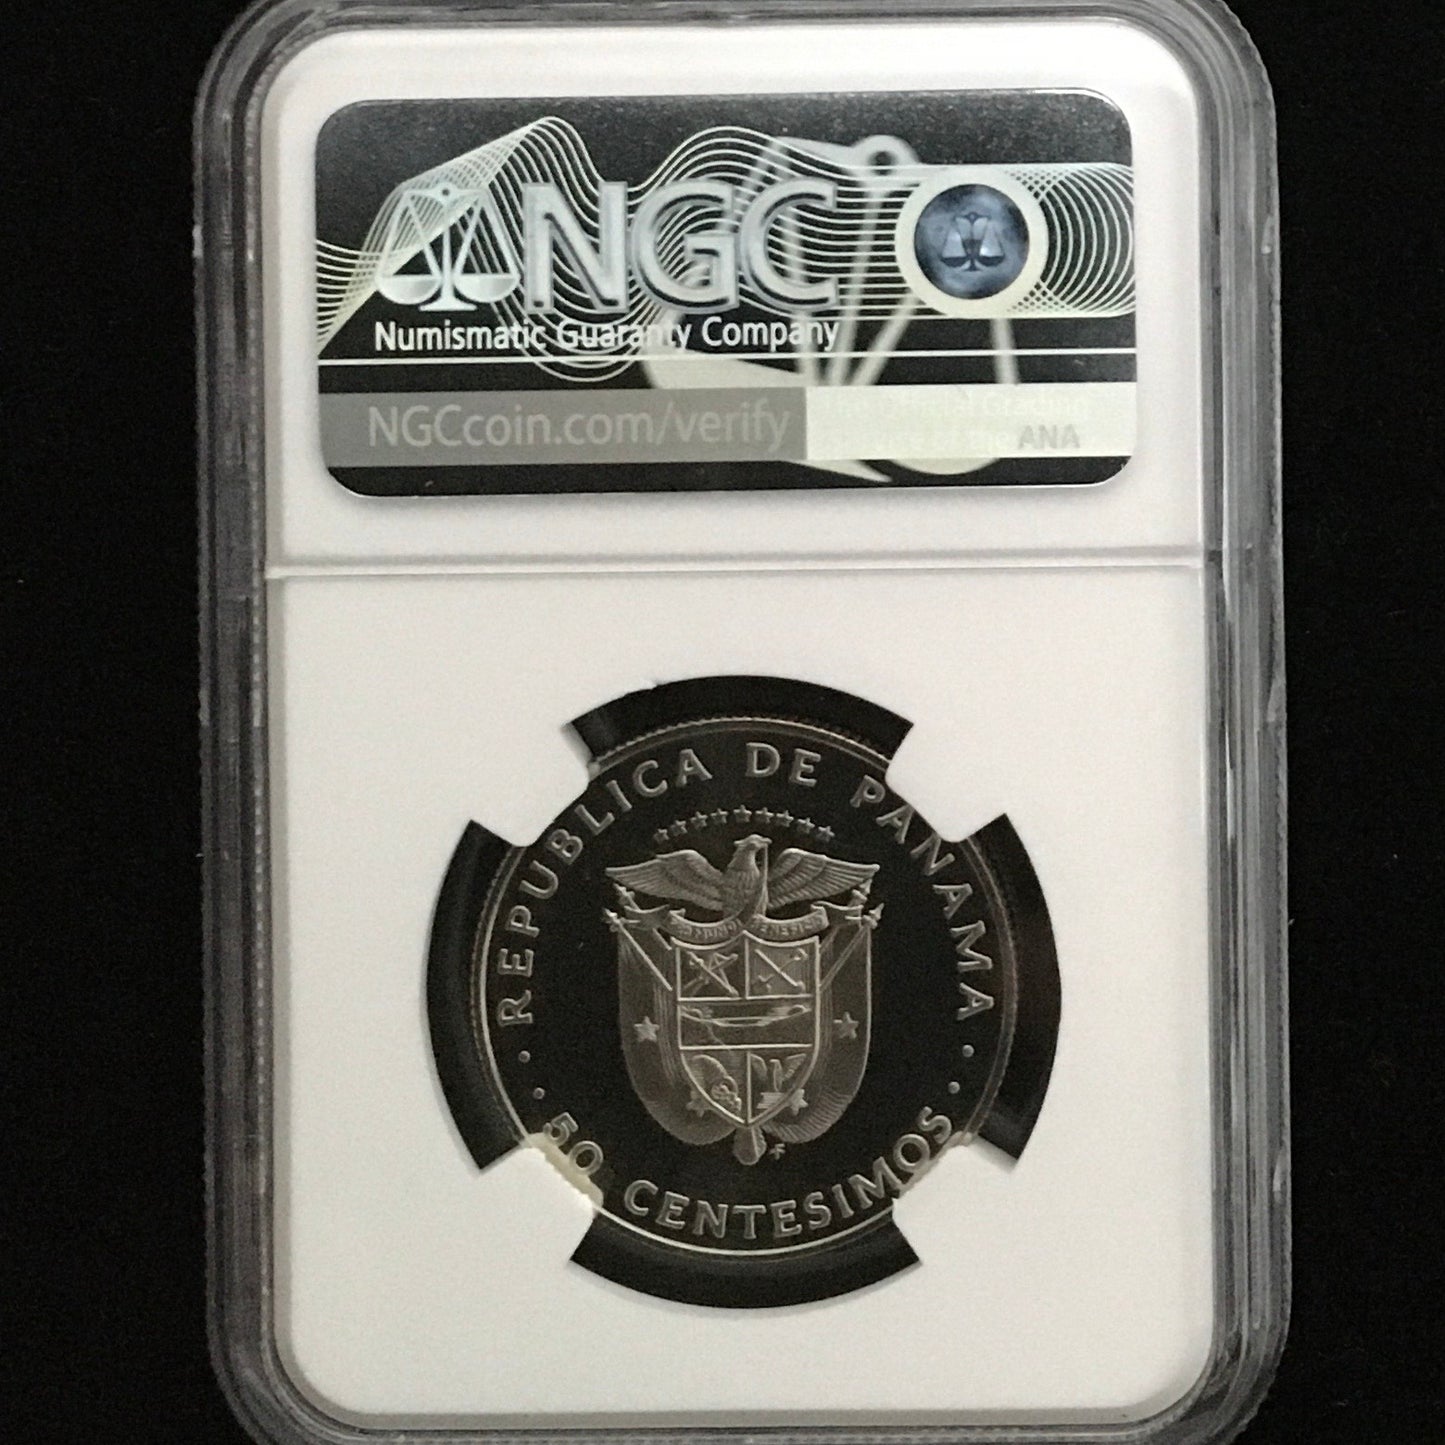 NGC
Numismatic Guaranty Company
NGCcoin.com/verify
ANA
REPUBLICA DE PANAMA
50 CENTESIMOS